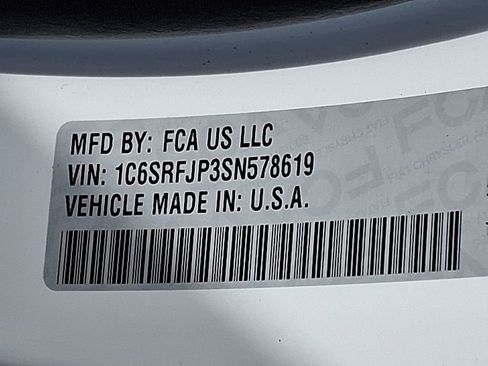 MFD BY: FCA US LLC
VIN: 1C6SRFJP3SN578619
VEHICLE MADE IN: U.S.A.